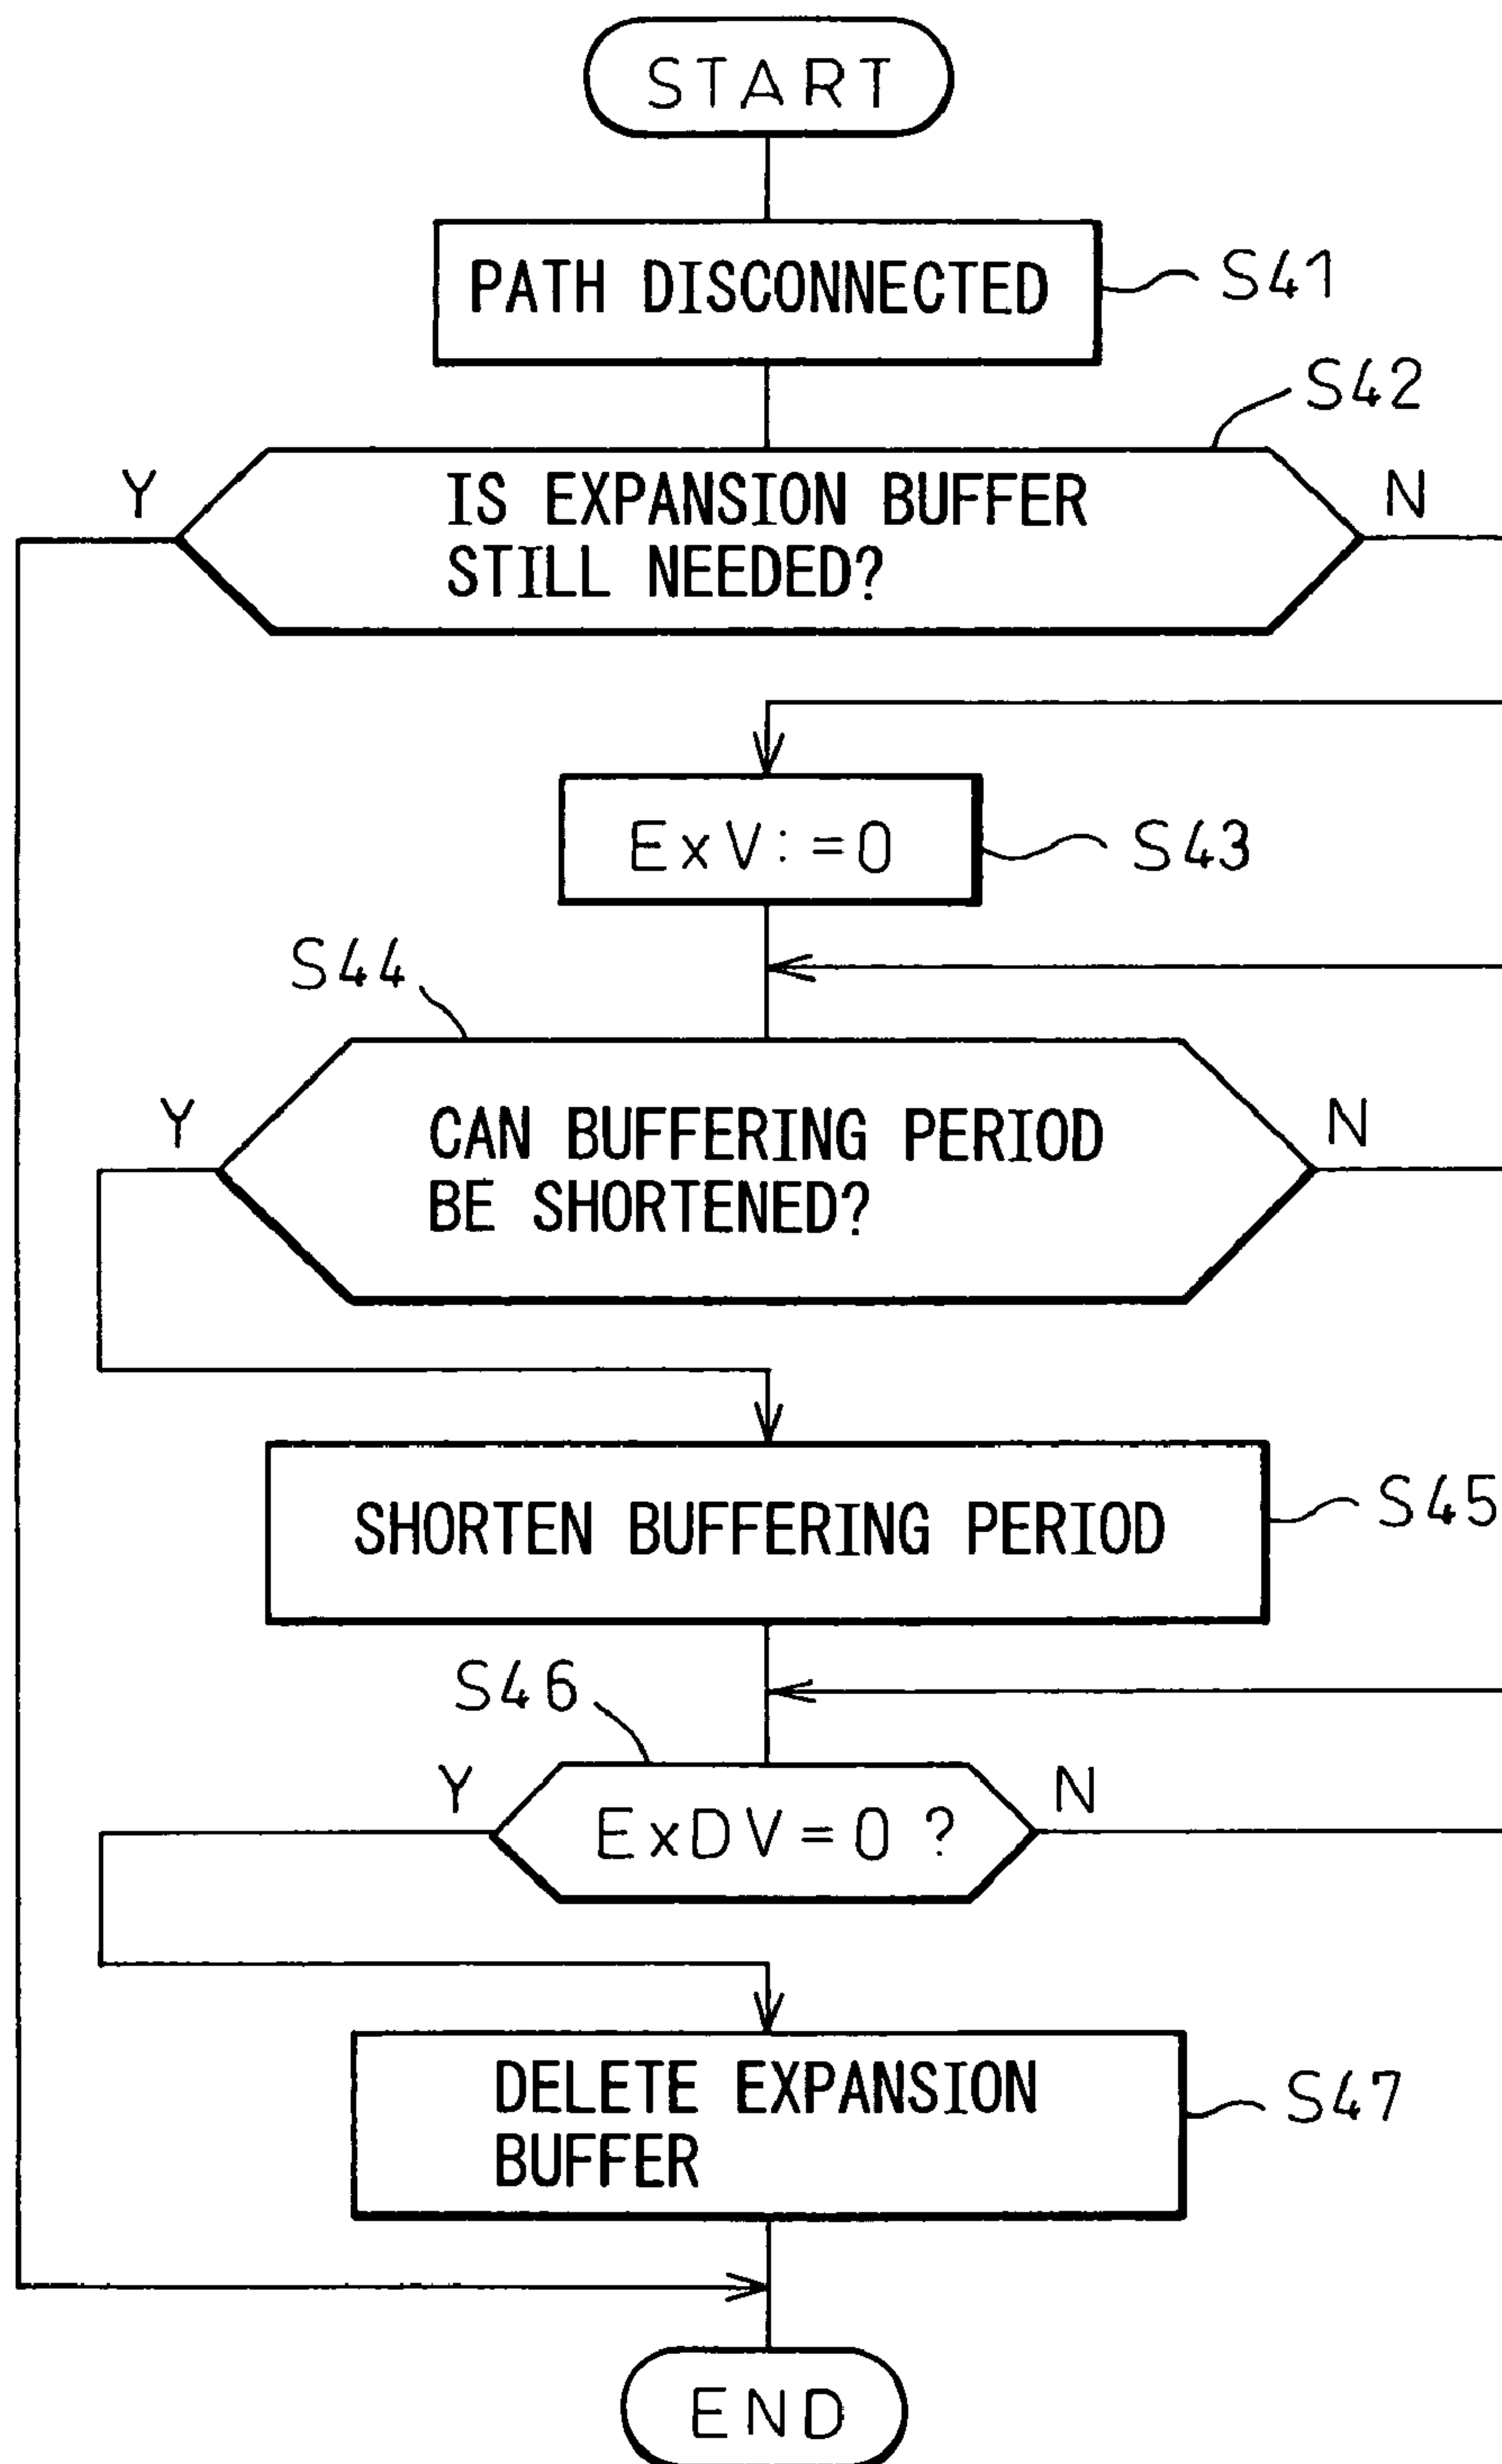 START
PATH DISCONNECTED
S41
S42
Y
N
IS EXPANSION BUFFER
STILL NEEDED?
ExV:=0
S43
S44
Y
N
CAN BUFFERING PERIOD
BE SHORTENED?
SHORTEN BUFFERING PERIOD
S45
S46
Y
N
ExDV=0?
DELETE EXPANSION
BUFFER
S47
END